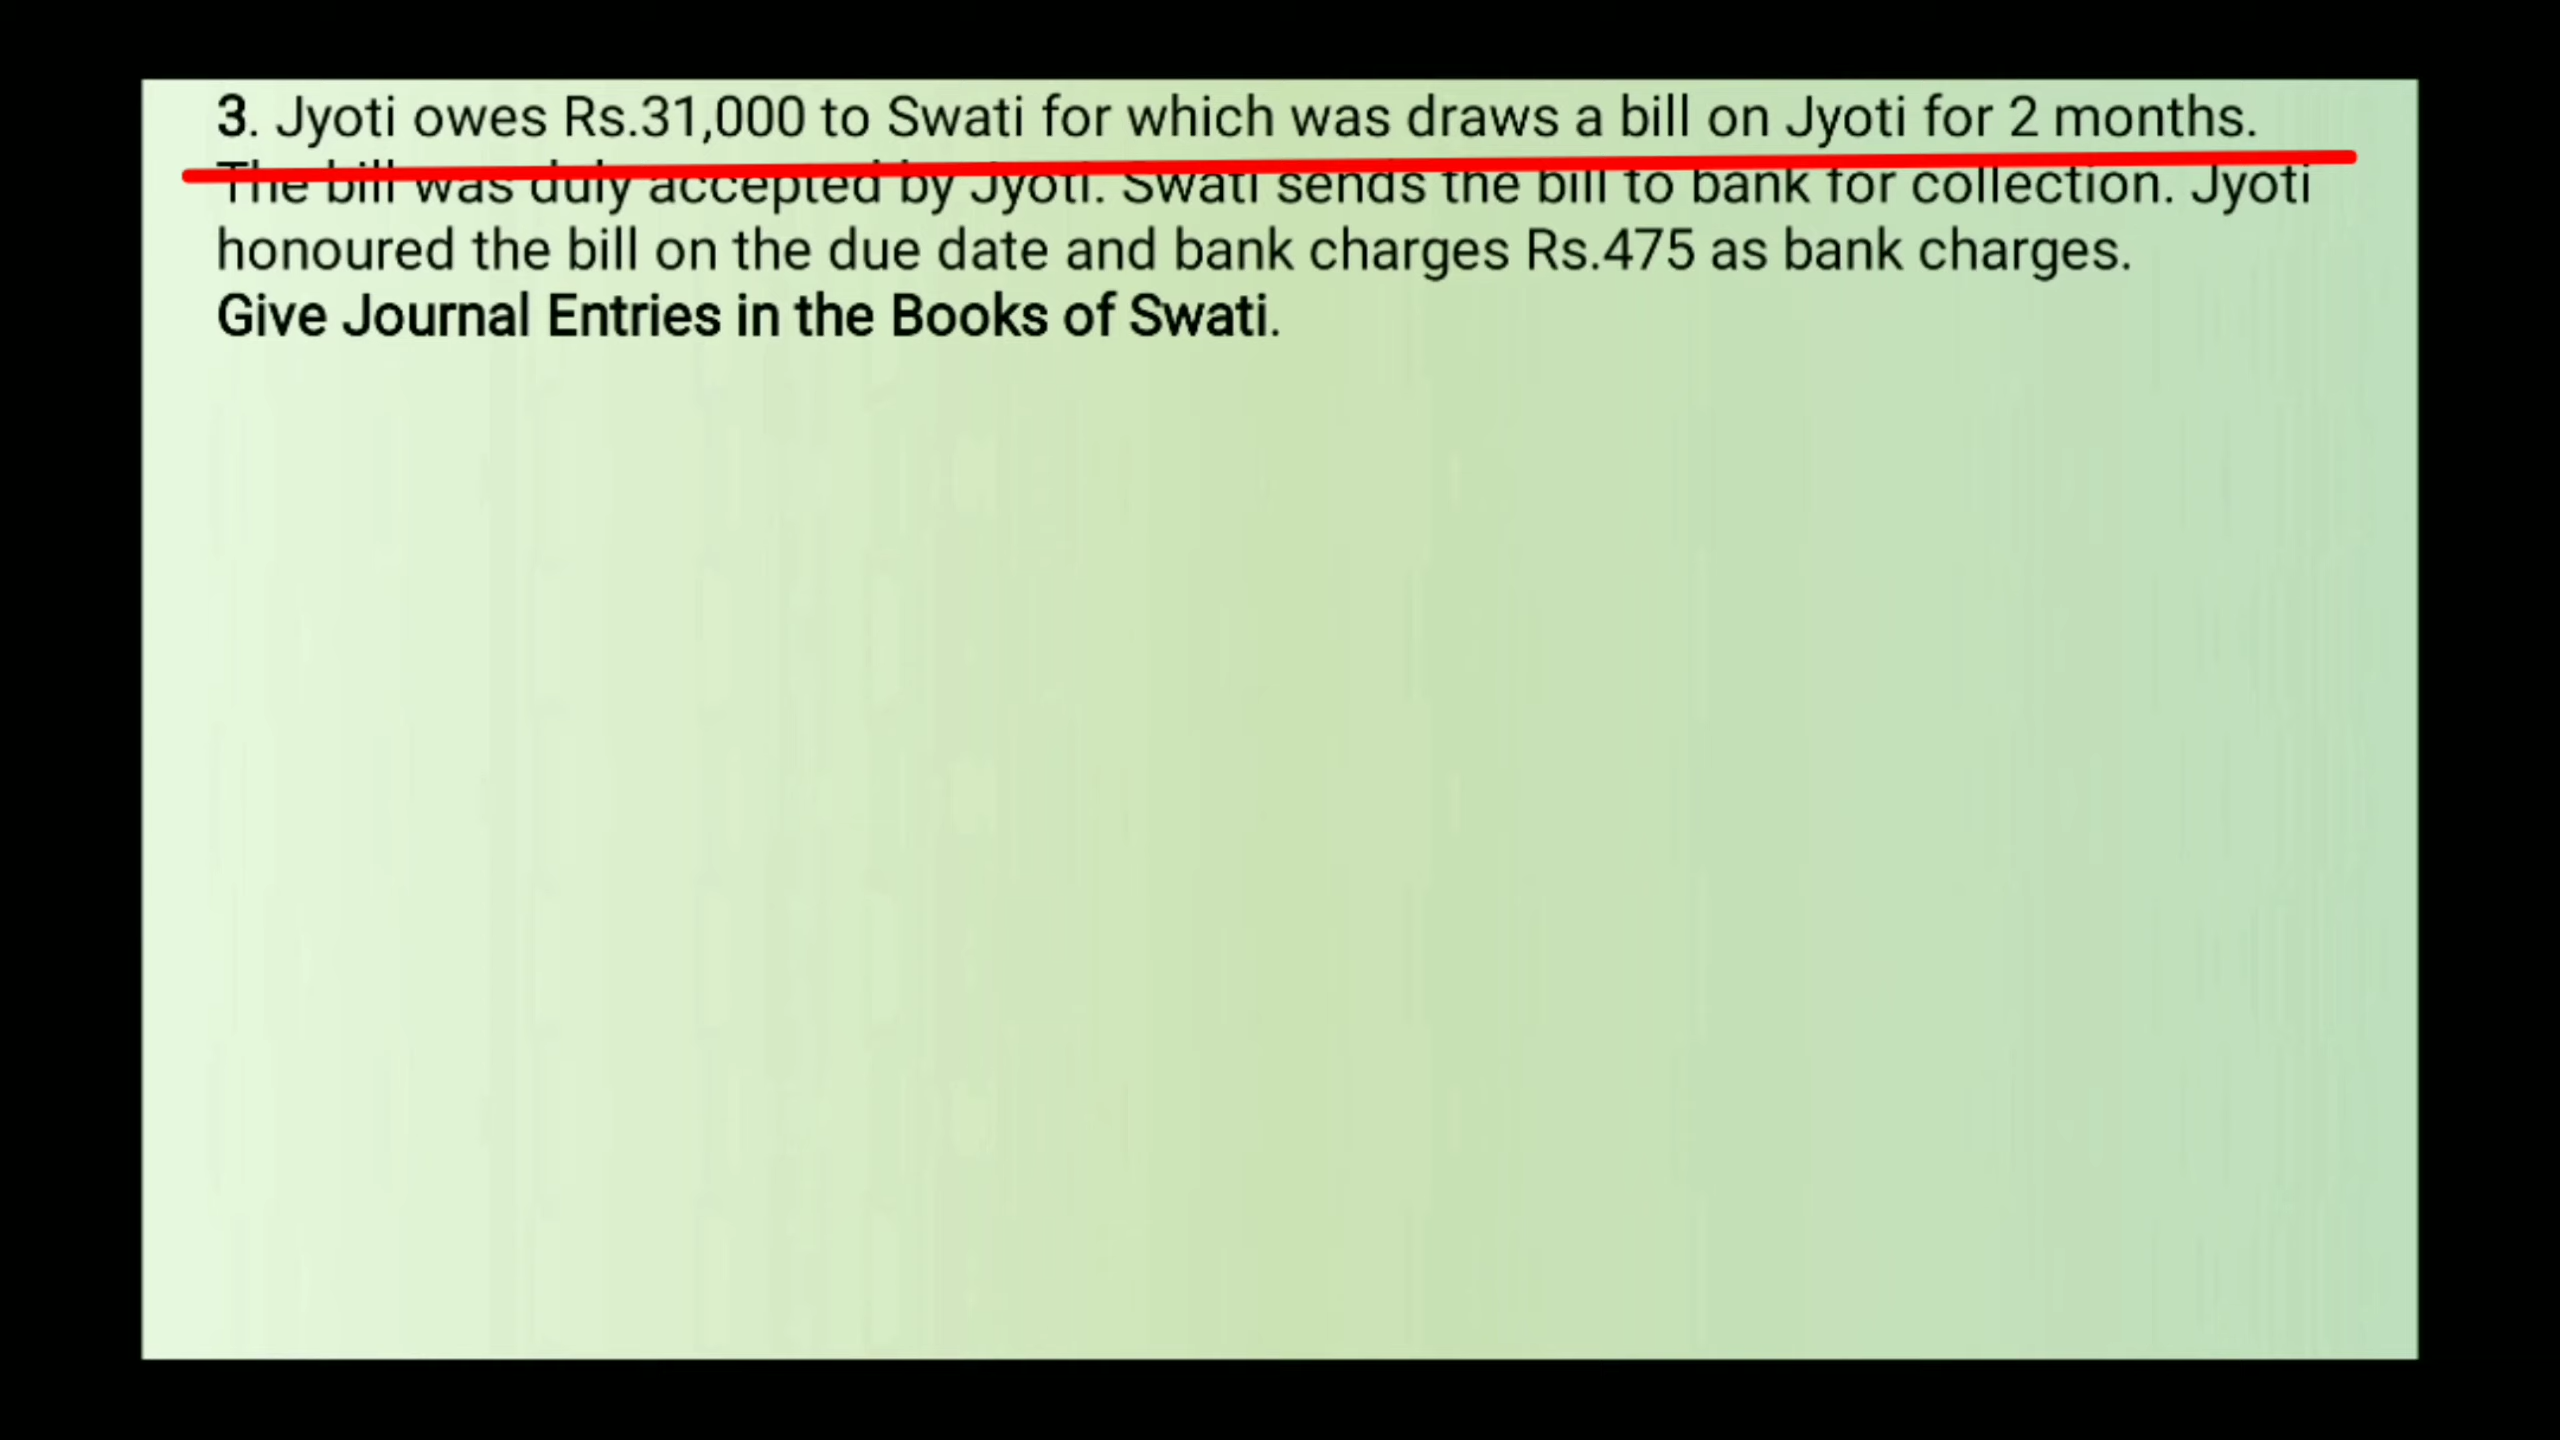 3. Jyoti owes Rs.31,000 to Swati for which was draws a bill on Jyoti for 2 months.
The bill was duly accepted by Jyoti. Swati sends the bill to bank for collection. Jyoti
honoured the bill on the due date and bank charges Rs.475 as bank charges.
Give Journal Entries in the Books of Swati.